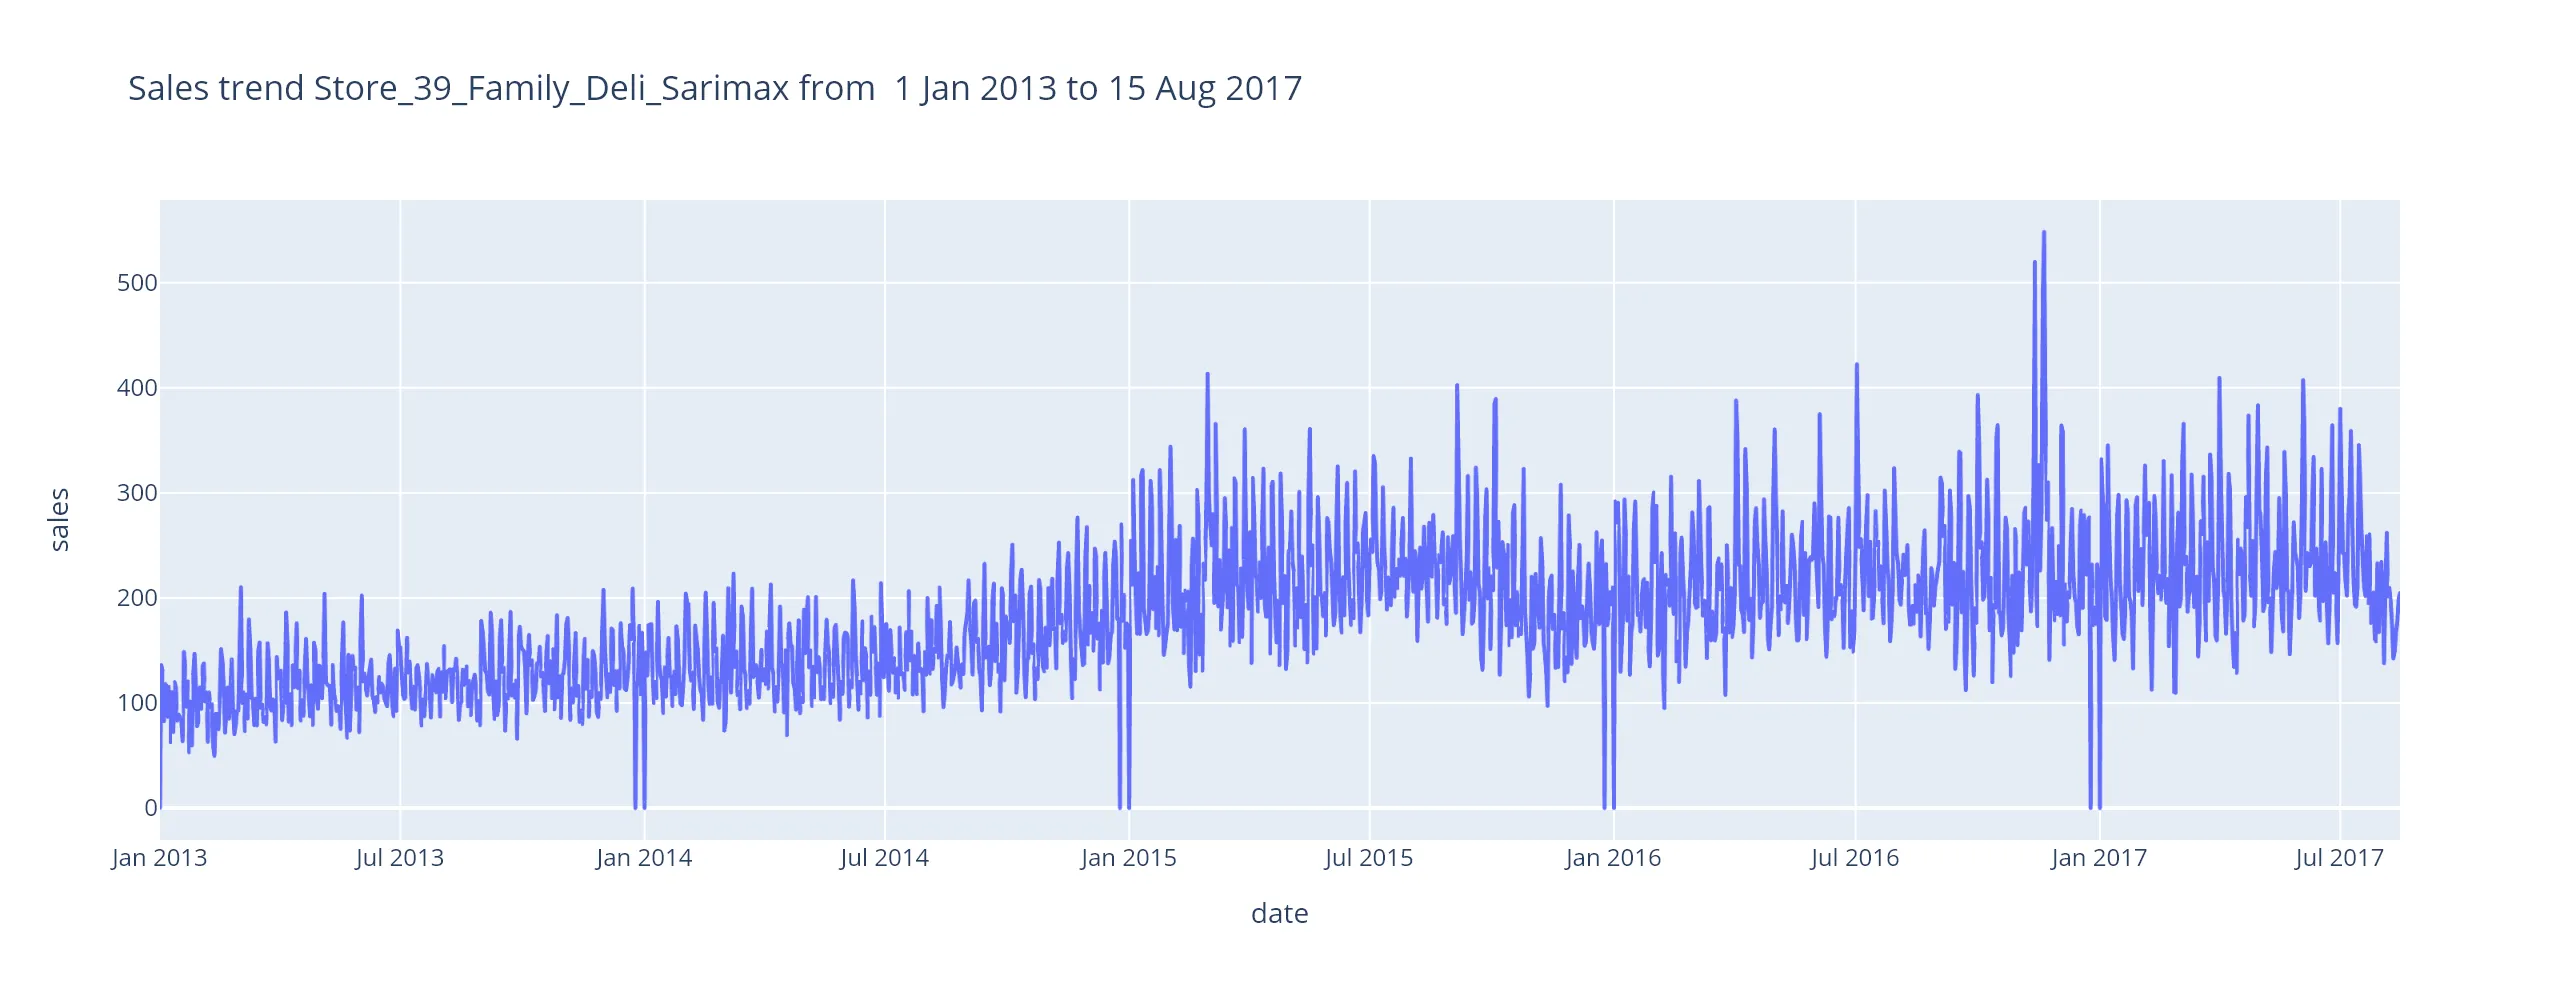 Sales trend Store_39_Family_Deli_Sarimax from  1 Jan 2013 to 15 Aug 2017
500
400
300
200
100
0
sales
Jan 2013 Jul 2013 Jan 2014 Jul 2014 Jan 2015 Jul 2015 Jan 2016 Jul 2016 Jan 2017 Jul 2017
date